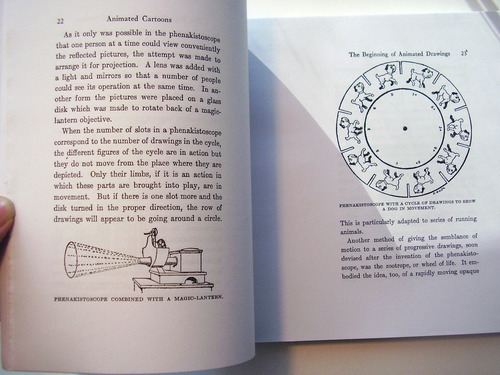 22 Animated Cartoons
As it only was possible in the phenakistoscope
that one person at a time could view conveniently
the reflected pictures, the attempt was made to
arrange it for projection. A lens was added with
a light and mirrors so that a number of people
could see its operation at the same time. In an-
other form the pictures were placed on a glass
disk which was made to rotate back of a magic-
lantern objective.
When the number of slots in a phenakistoscope
correspond to the number of drawings in the cycle,
the different figures of the cycle are in action but
they do not move from the place where they are
depicted. Only their limbs, if it is an action in
which these parts are brought into play, are in
movement. But if there is one slot more and the
disk turned in the proper direction, the row of
drawings will appear to be going around a circle.
PHENAKISTOSCOPE COMBINED WITH A MAGIC-LANTERN.
The Beginning of Animated Drawings 23
PHENAKISTOSCOPE WITH A CYCLE OF DRAWINGS TO SHOW
A DOG IN MOVEMENT.
This is particularly adapted to series of running
animals.
Another method of giving the semblance of
motion to a series of progressive drawings, soon
devised after the invention of the phenakisto-
scope, was the zootrope, or wheel of life. It em-
bodied the idea, too, of a rapidly moving opaque